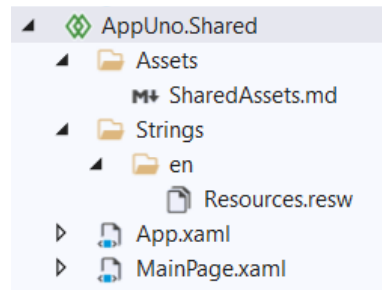 AppUno.Shared
Assets
M+ SharedAssets.md
Strings
en
Resources.resw
App.xaml
MainPage.xaml